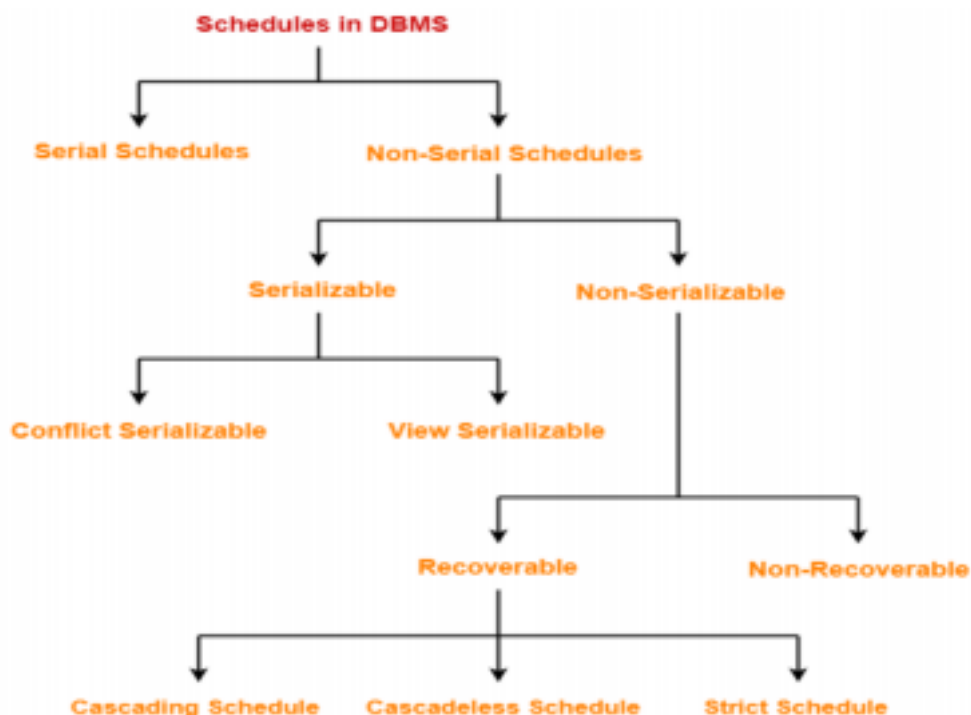 Schedules in DBMS
Serial Schedules
Non-Serial Schedules
Serializable
Non-Serializable
Conflict Serializable
View Serializable
Recoverable
Non-Recoverable
Cascading Schedule
Cascadeless Schedule
Strict Schedule